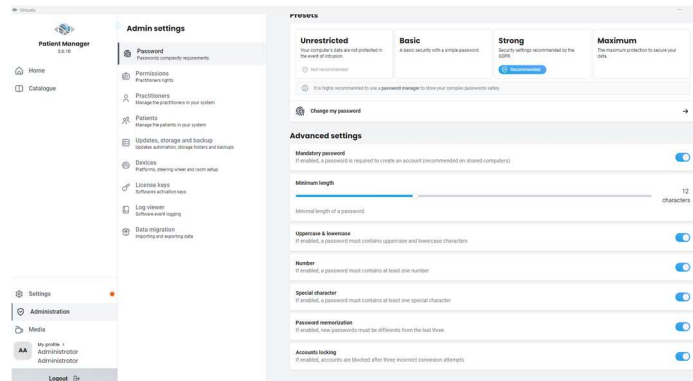 Virtualis
Patient Manager
3.6.16
Home
Catalogue
Settings
Administration
Media
My profile ›
AA
Administrator
Administrator
Logout
Admin settings
Password
Passwords complexity requirements.
Permissions
Practitioners rights
Practitioners
Manage the practitioners in your system
Patients
Manage the patients in your system
Updates, storage and backup
Updates automation, storage folders and backups
Devices
Platforms, steering wheel and room setup
License keys
Softwares activation keys
Log viewer
Software event logging
Data migration
Importing and exporting data
Presets
Unrestricted
Your computer's data are not protected in
the event of intrusion.
Not recommended
Basic
A basic security with a simple password.
Strong
Security settings recommended by the
GDPR.
Recommended
Maximum
The maximum protection to secure your
data.
It is highly recommended to use a password manager to store your complex passwords safely.
Change my password
Advanced settings
Mandatory password
If enabled, a password is required to create an account (recommended on shared computers)
Minimum length
12
characters
Minimal length of a password.
Uppercase & lowercase
If enabled, a password must contains uppercase and lowercase characters
Number
If enabled, a password must contains at least one number
Special character
If enabled, a password must contains at least one special character
Password memorization
If enabled, new passwords must be differents from the last three
Accounts locking
If enabled, accounts are blocked after three incorrect connexion attempts